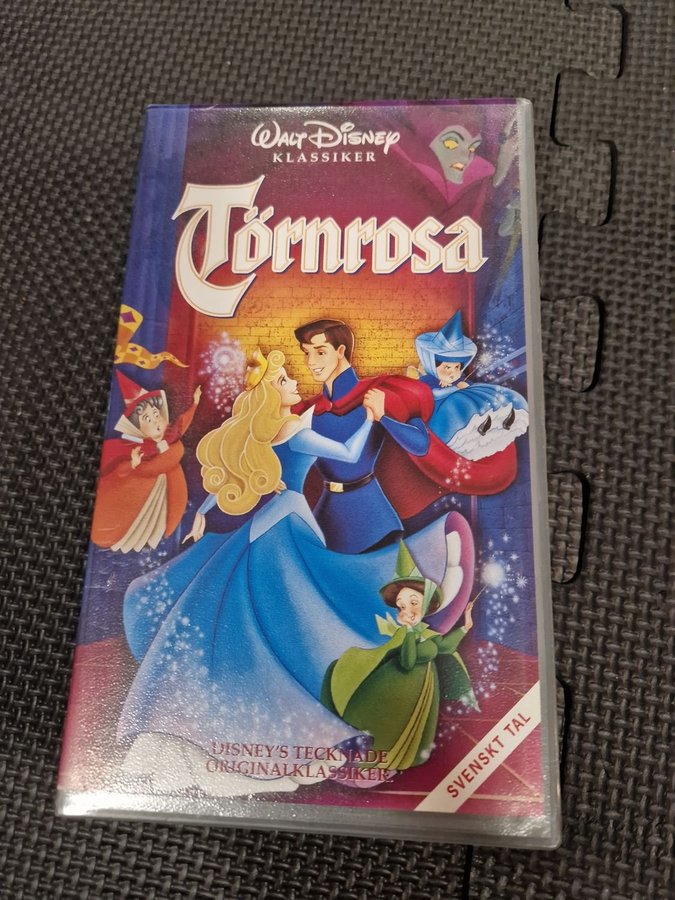 WALT DISNEY
KLASSIKER
Törnrosa
DISNEY'S TECKNADE
ORIGINALKLASSIKER
SVENSKT TAL